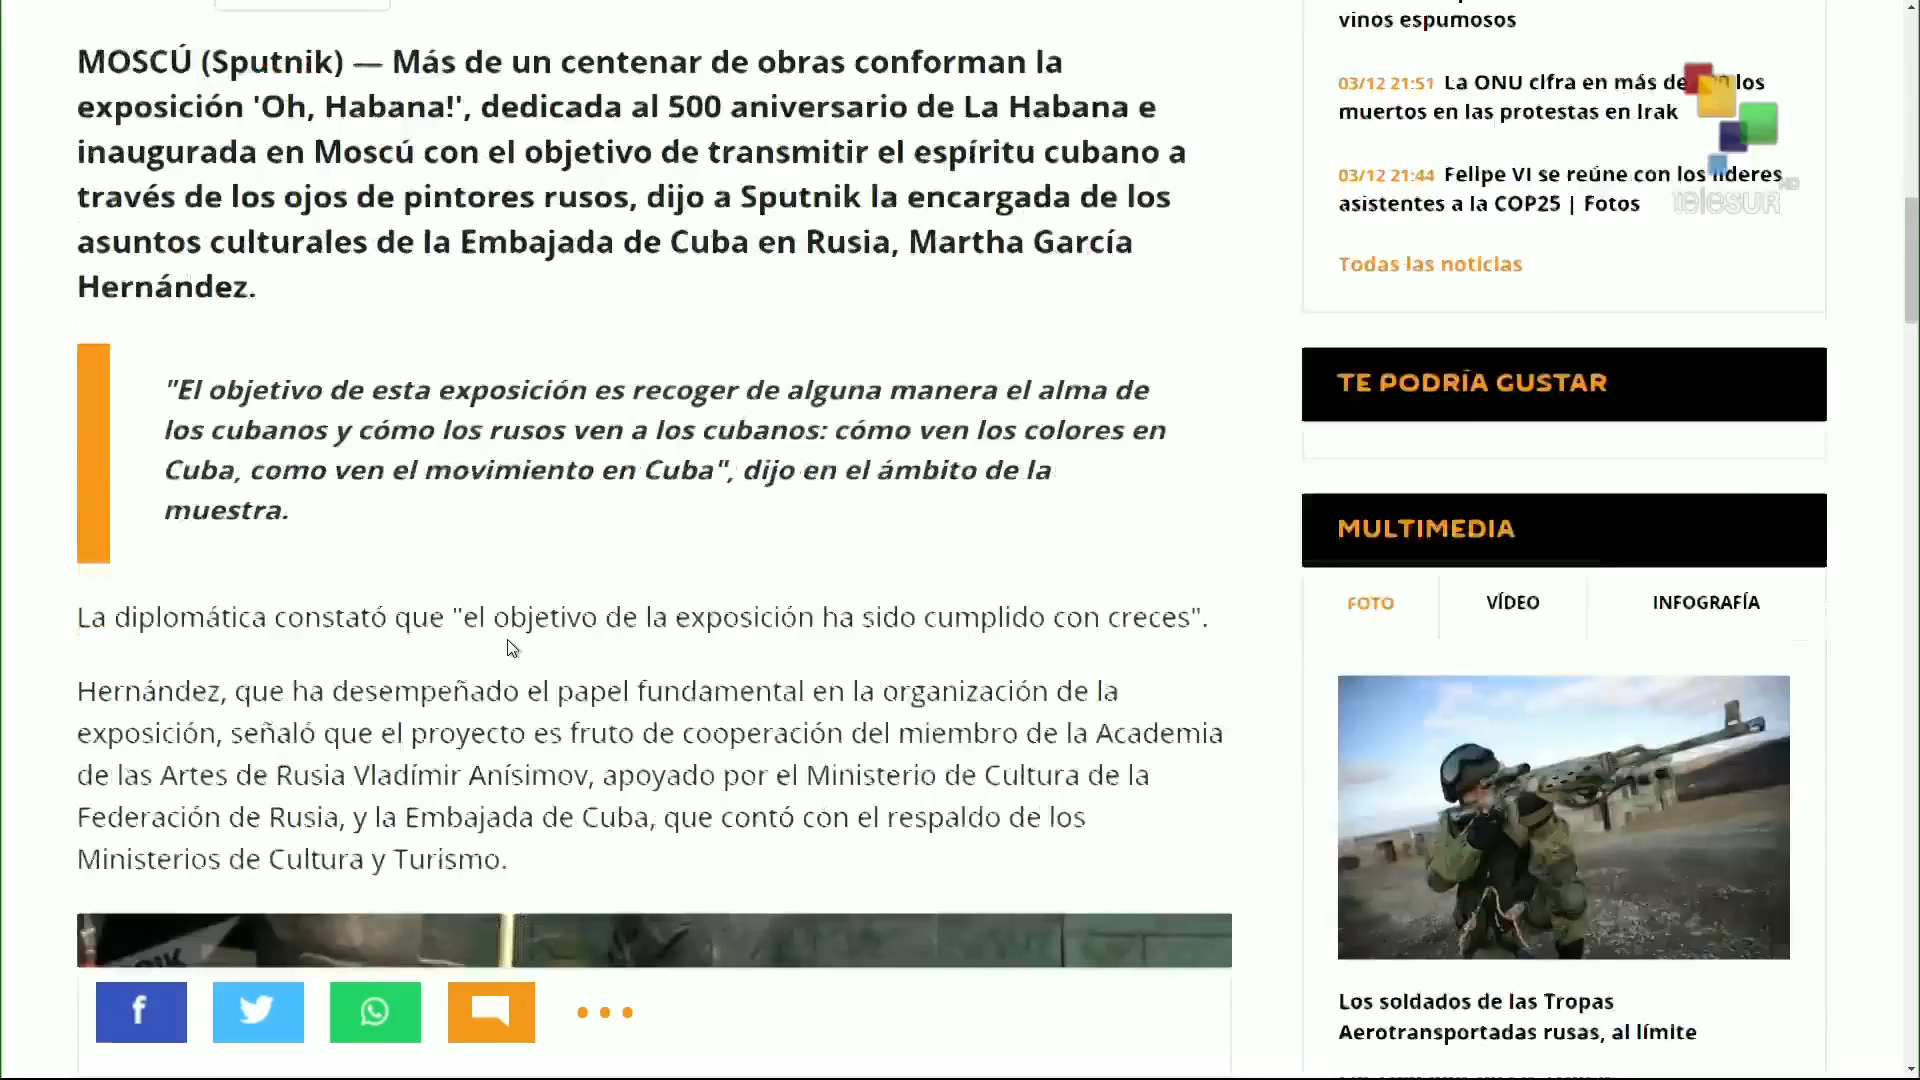 MOSCÚ (Sputnik) — Más de un centenar de obras conforman la
exposición 'Oh, Habana!', dedicada al 500 aniversario de La Habana e
inaugurada en Moscú con el objetivo de transmitir el espíritu cubano a
través de los ojos de pintores rusos, dijo a Sputnik la encargada de los
asuntos culturales de la Embajada de Cuba en Rusia, Martha García
Hernández.
"El objetivo de esta exposición es recoger de alguna manera el alma de
los cubanos y cómo los rusos ven a los cubanos: cómo ven los colores en
Cuba, como ven el movimiento en Cuba", dijo en el ámbito de la
muestra.
La diplomática constató que "el objetivo de la exposición ha sido cumplido con creces".
Hernández, que ha desempeñado el papel fundamental en la organización de la
exposición, señaló que el proyecto es fruto de cooperación del miembro de la Academia
de las Artes de Rusia Vladímir Anísimov, apoyado por el Ministerio de Cultura de la
Federación de Rusia, y la Embajada de Cuba, que contó con el respaldo de los
Ministerios de Cultura y Turismo.
vinos espumosos
03/12 21:51 La ONU cifra en más de los
muertos en las protestas en Irak
03/12 21:44 Felipe VI se reúne con los líderes
asistentes a la COP25 | Fotos
teleSUR HD
Todas las noticias
TE PODRÍA GUSTAR
MULTIMEDIA
FOTO VÍDEO INFOGRAFÍA
Los soldados de las Tropas
Aerotransportadas rusas, al límite